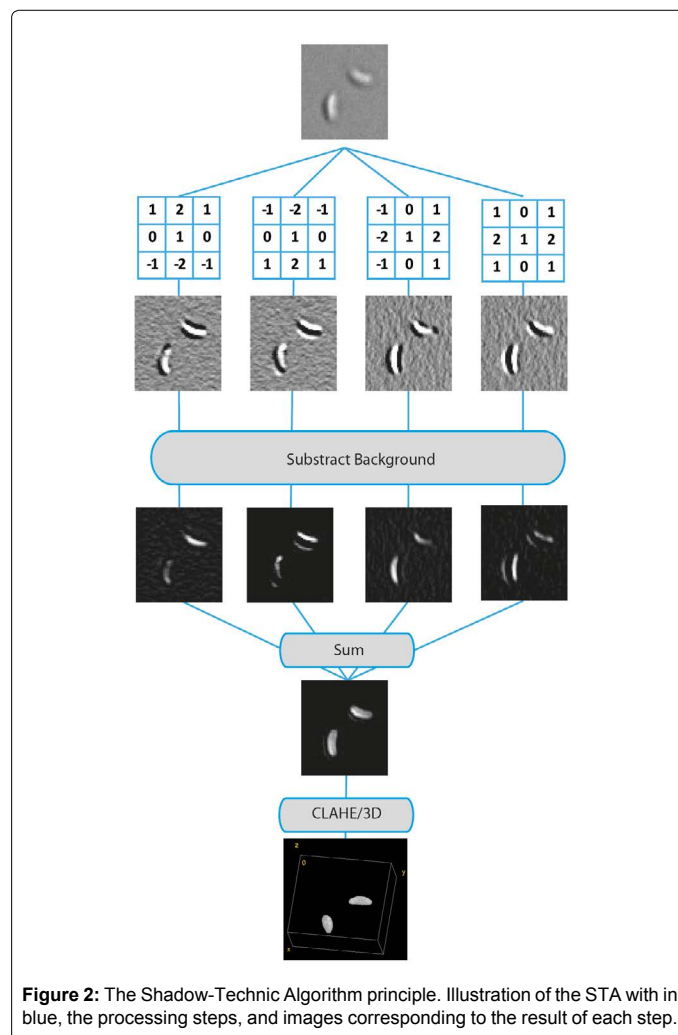 1 2 1
0 1 0
-1 -2 -1
-1 -2 -1
0 1 0
1 2 1
-1 0 1
-2 1 2
-1 0 1
1 0 1
2 1 2
1 0 1
Substract Background
Sum
CLAHE/3D
z
0
y
x
Figure 2: The Shadow-Technic Algorithm principle. Illustration of the STA with in
blue, the processing steps, and images corresponding to the result of each step.